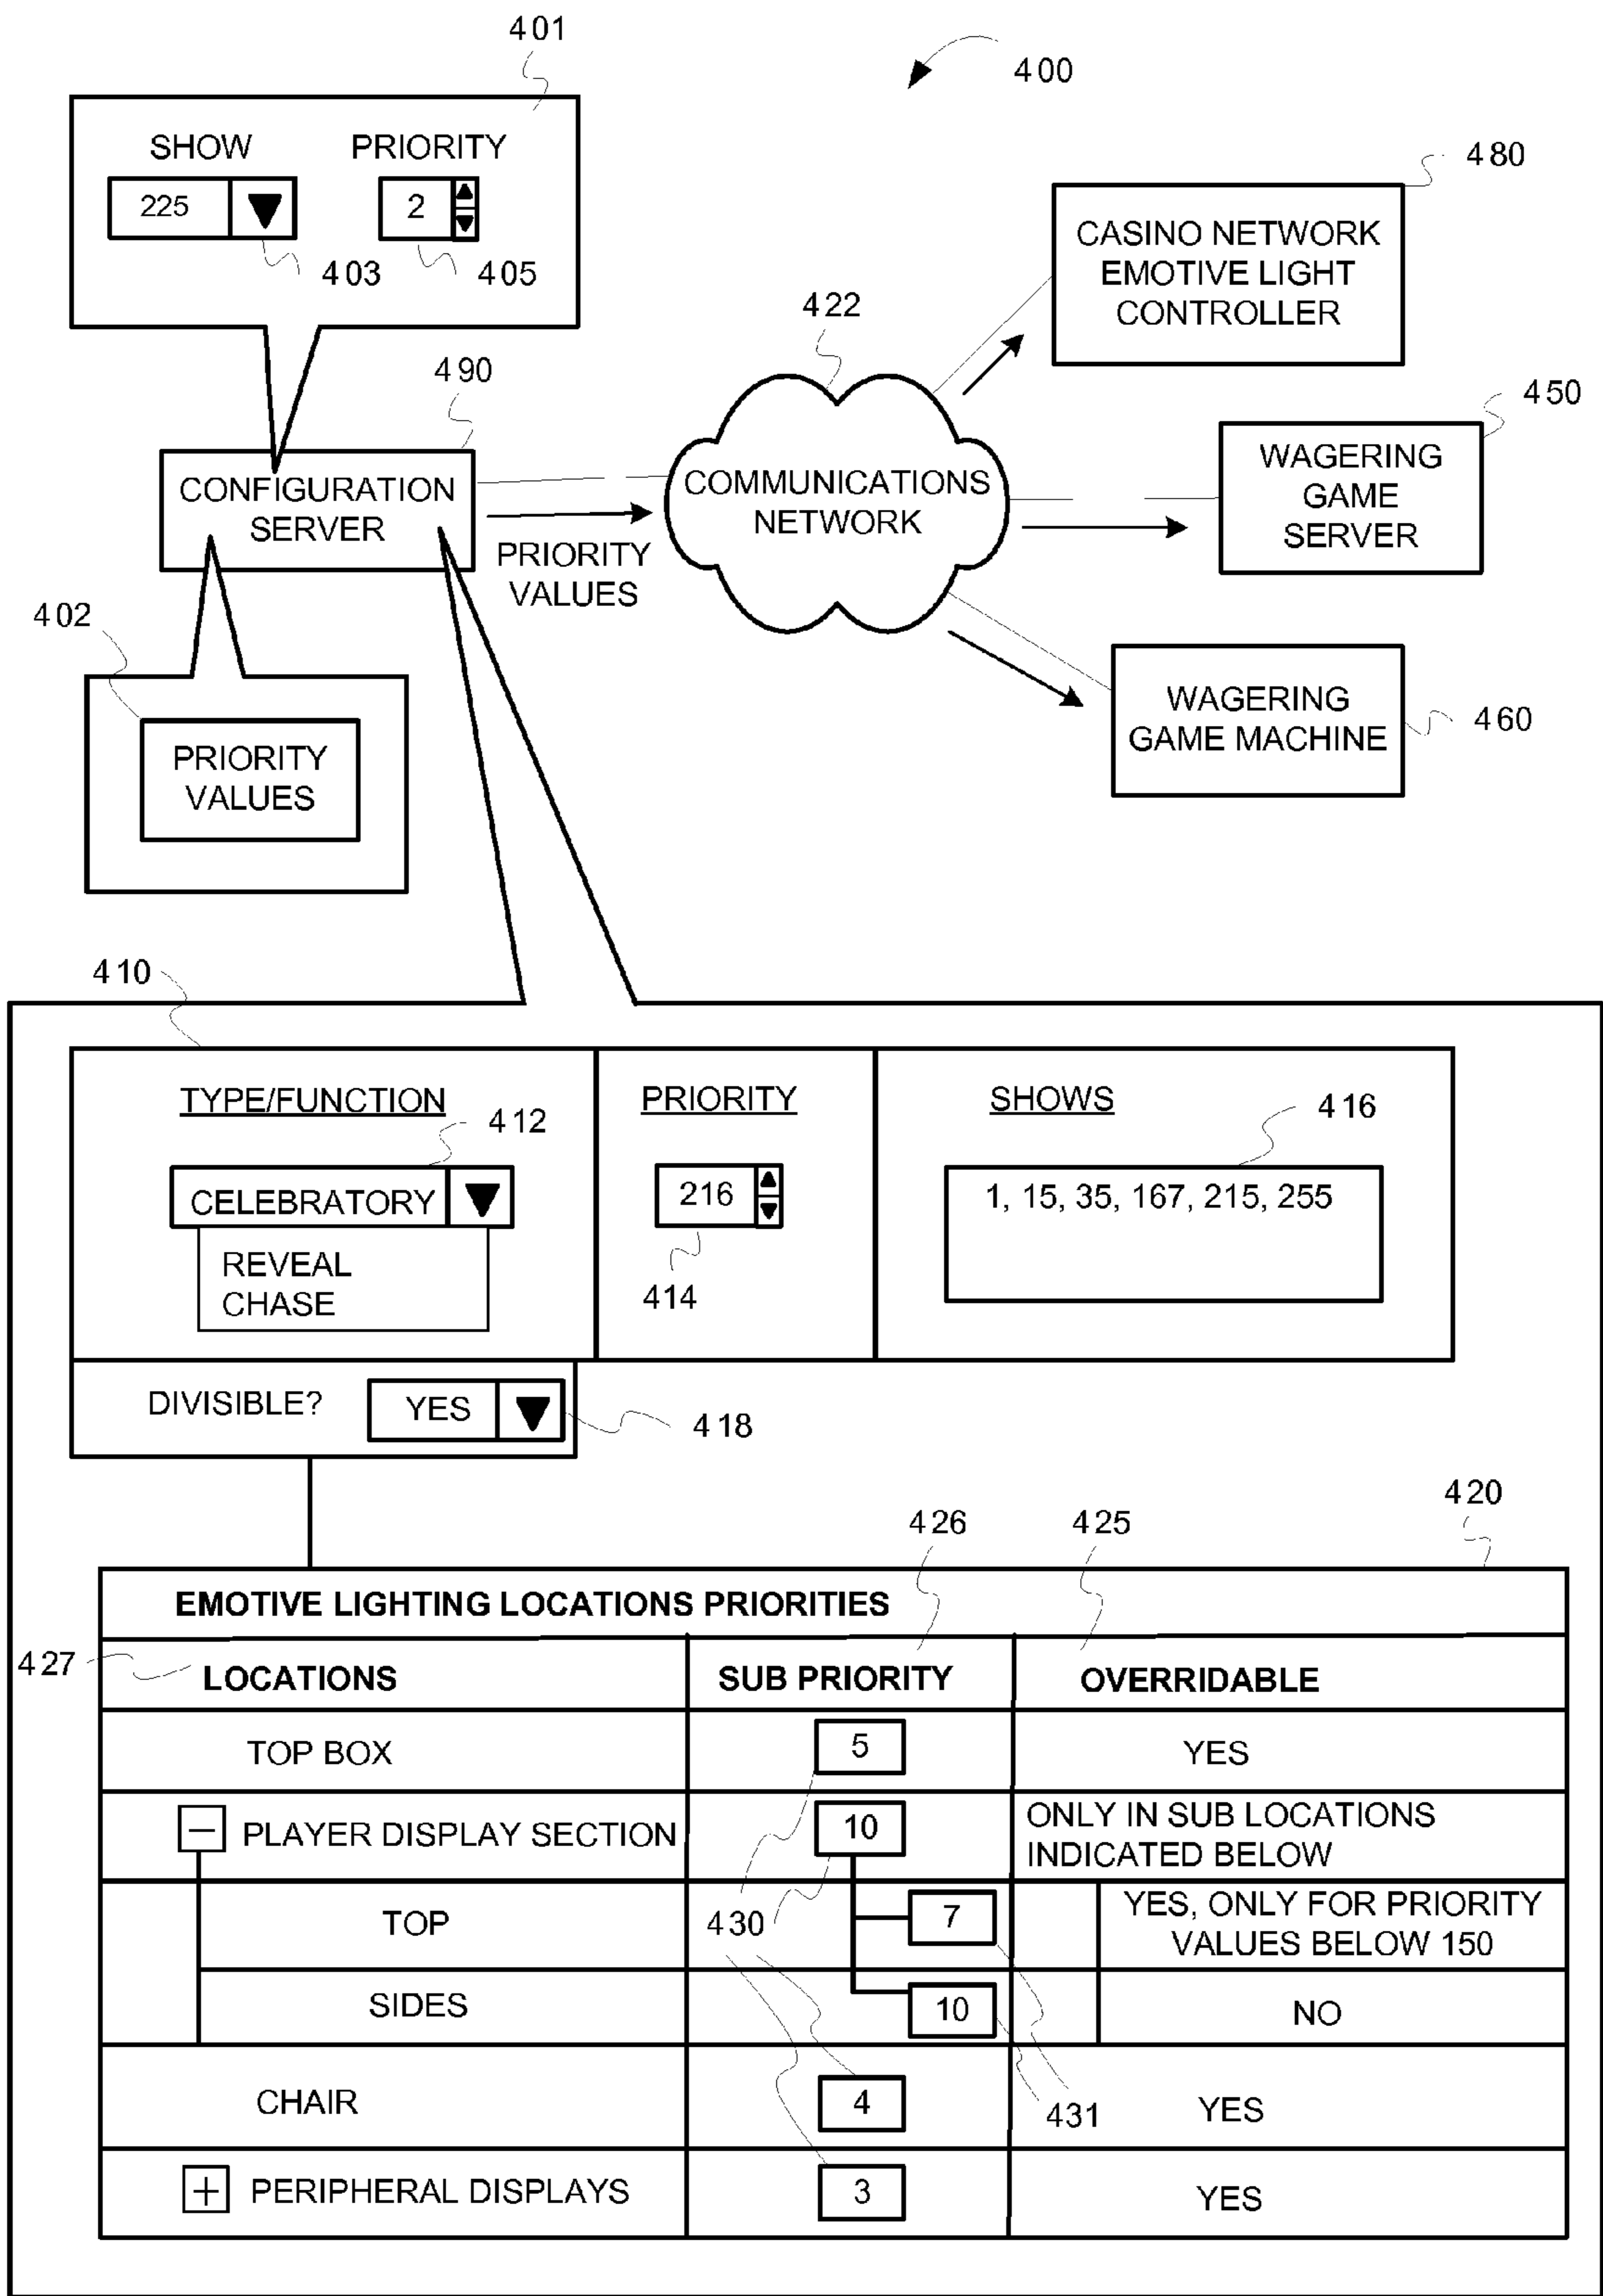 401
400
SHOW
PRIORITY
225
2
403
405
480
CASINO NETWORK
EMOTIVE LIGHT
CONTROLLER
422
490
450
CONFIGURATION
SERVER
COMMUNICATIONS
NETWORK
WAGERING
GAME
SERVER
PRIORITY
VALUES
402
PRIORITY
VALUES
WAGERING
GAME MACHINE
460
410
TYPE/FUNCTION
PRIORITY
SHOWS
412
416
CELEBRATORY
216
1, 15, 35, 167, 215, 255
REVEAL
CHASE
414
DIVISIBLE?
YES
418
420
426
425
EMOTIVE LIGHTING LOCATIONS PRIORITIES
427
LOCATIONS
SUB PRIORITY
OVERRIDABLE
TOP BOX
5
YES
− PLAYER DISPLAY SECTION
10
ONLY IN SUB LOCATIONS
INDICATED BELOW
TOP
430
7
YES, ONLY FOR PRIORITY
VALUES BELOW 150
SIDES
10
NO
CHAIR
4
431
YES
+ PERIPHERAL DISPLAYS
3
YES